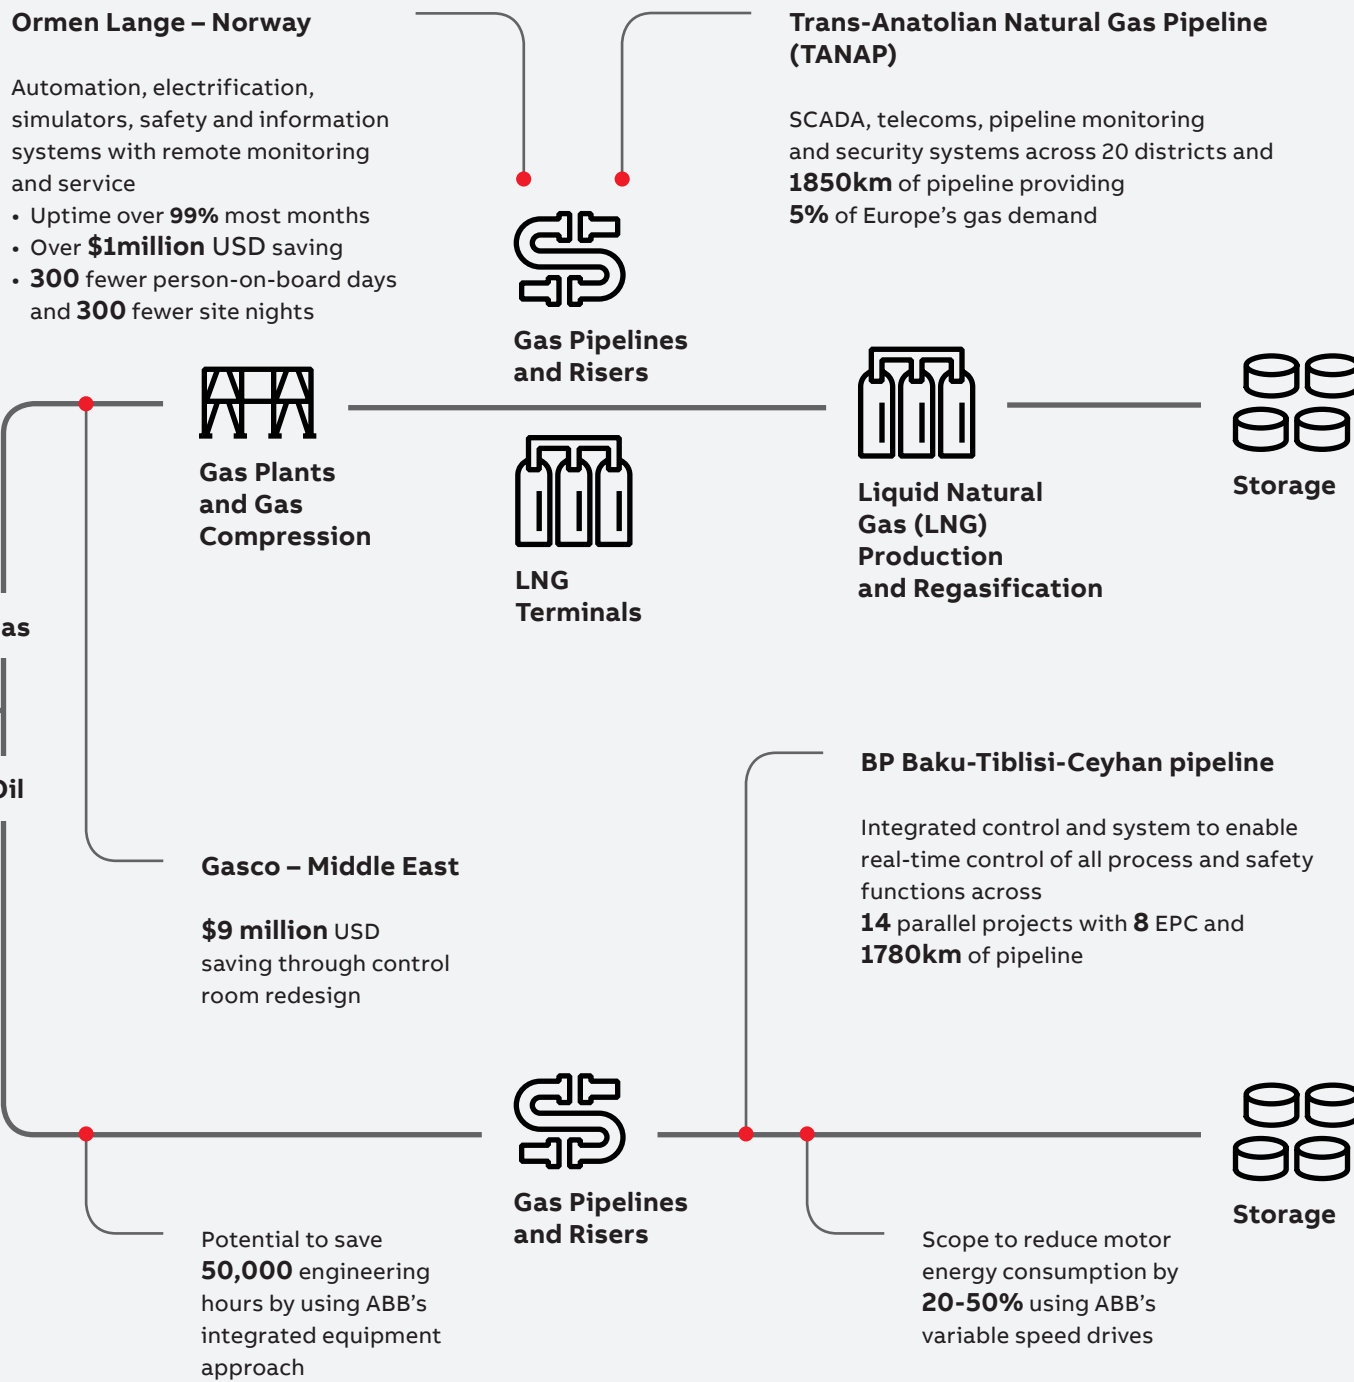 Ormen Lange – Norway
Automation, electrification,
simulators, safety and information
systems with remote monitoring
and service
• Uptime over 99% most months
• Over $1million USD saving
• 300 fewer person-on-board days
and 300 fewer site nights
Trans-Anatolian Natural Gas Pipeline
(TANAP)
SCADA, telecoms, pipeline monitoring
and security systems across 20 districts and
1850km of pipeline providing
5% of Europe’s gas demand
Gas Pipelines
and Risers
Gas Plants
and Gas
Compression
LNG
Terminals
Liquid Natural
Gas (LNG)
Production
and Regasification
Storage
as
Oil
Gasco – Middle East
$9 million USD
saving through control
room redesign
BP Baku-Tiblisi-Ceyhan pipeline
Integrated control and system to enable
real-time control of all process and safety
functions across
14 parallel projects with 8 EPC and
1780km of pipeline
Gas Pipelines
and Risers
Storage
Potential to save
50,000 engineering
hours by using ABB’s
integrated equipment
approach
Scope to reduce motor
energy consumption by
20-50% using ABB’s
variable speed drives